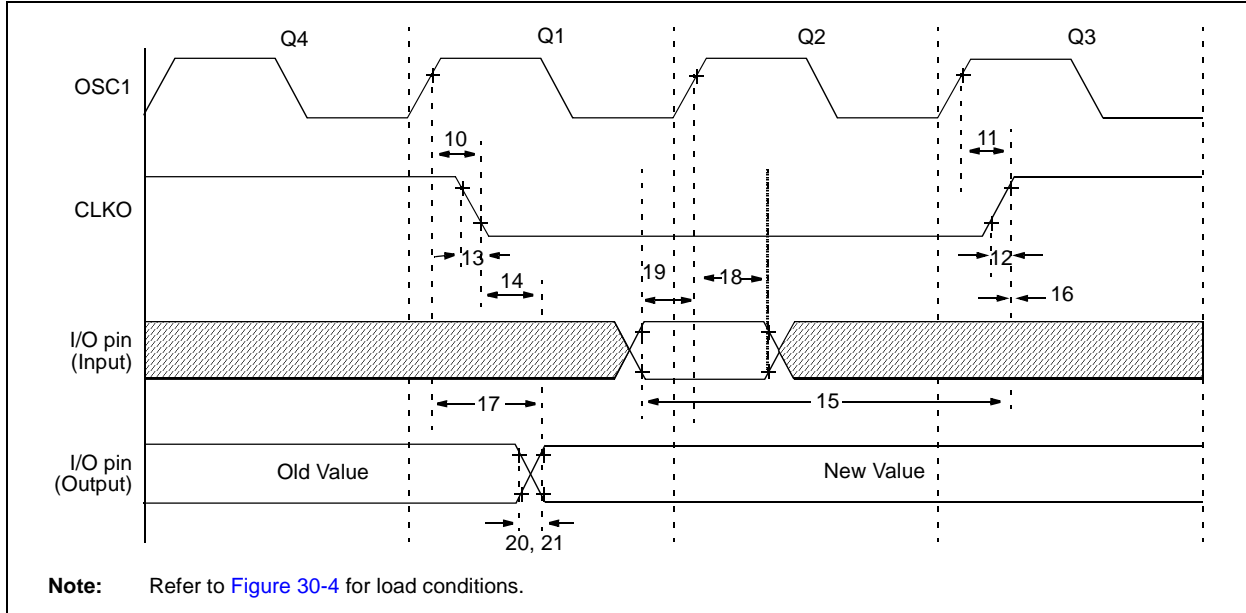 Q4 Q1 Q2 Q3
OSC1
10 11
CLKO
13 12
14 19 18
16
I/O pin
(Input)
17 15
I/O pin
(Output)
Old Value New Value
20, 21
Note: Refer to Figure 30-4 for load conditions.